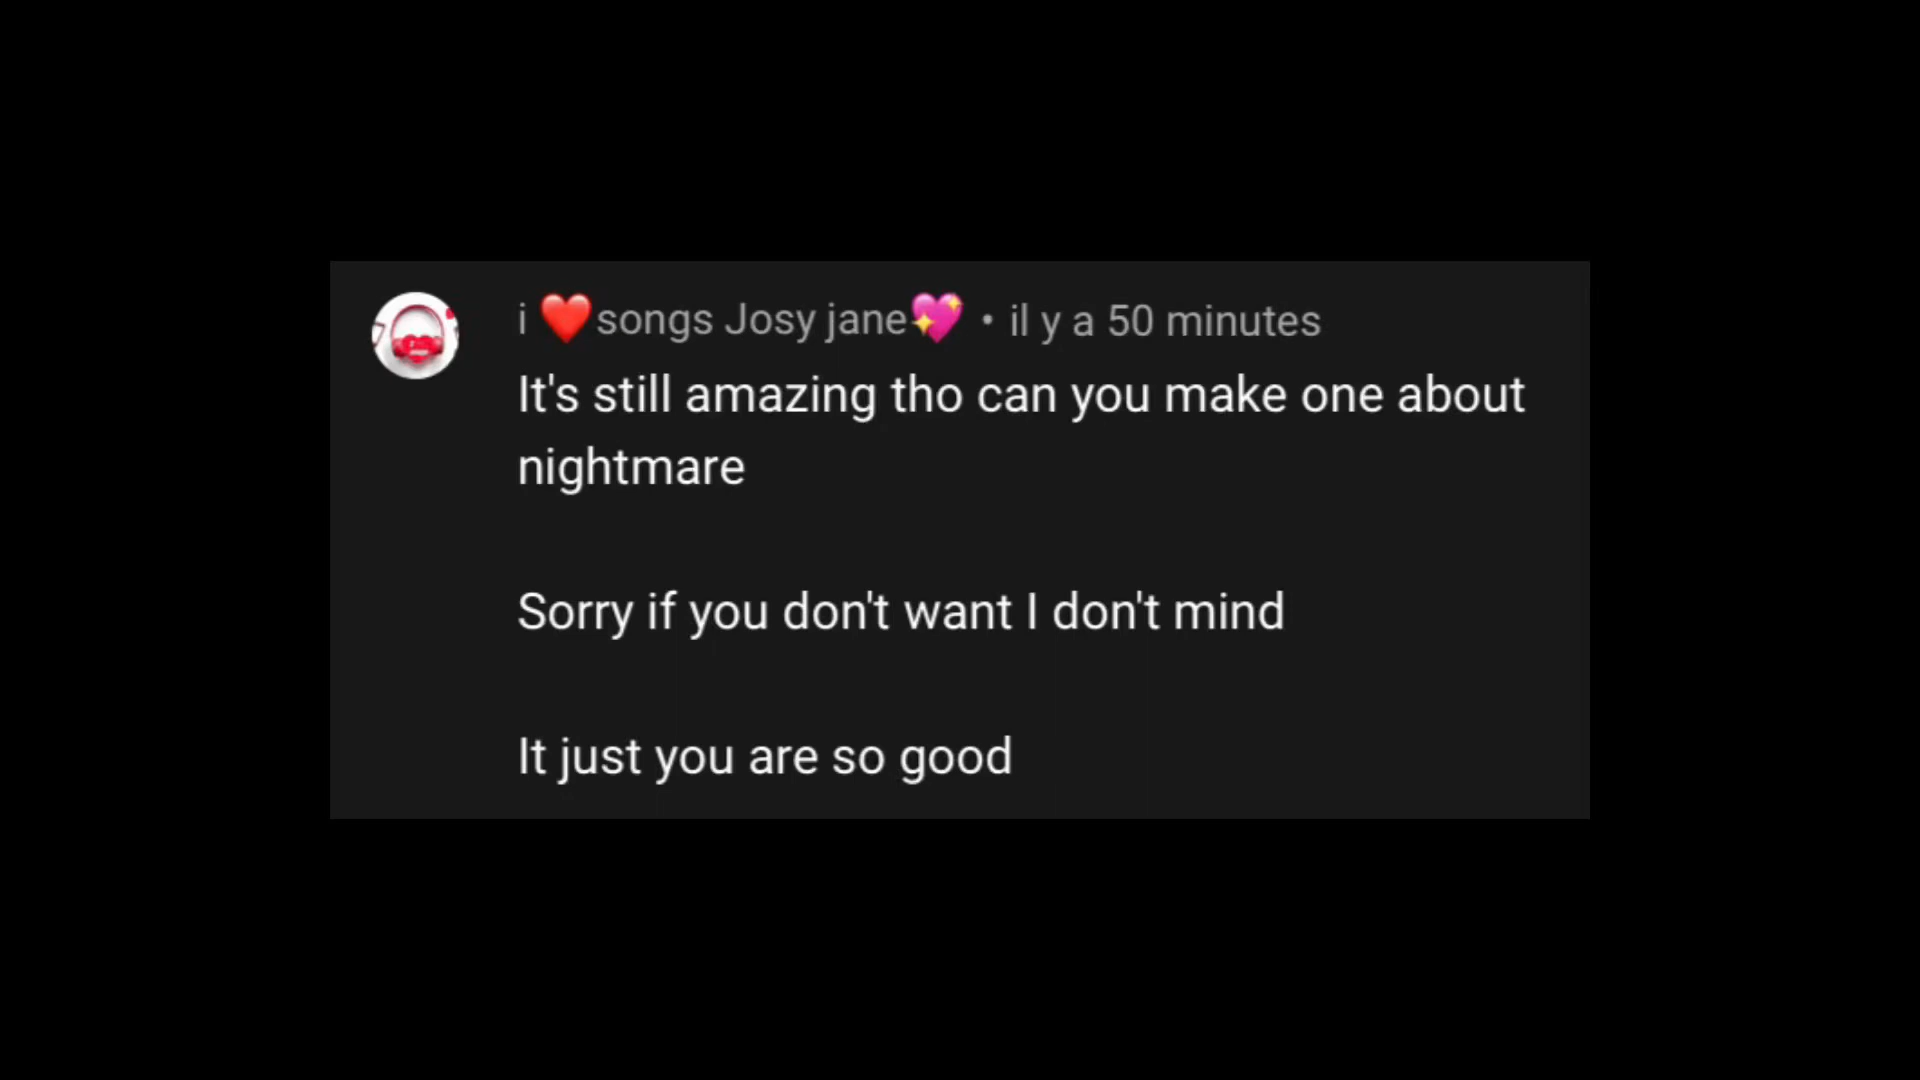 i ❤️songs Josy jane💖 • il y a 50 minutes
It's still amazing tho can you make one about
nightmare
Sorry if you don't want I don't mind
It just you are so good